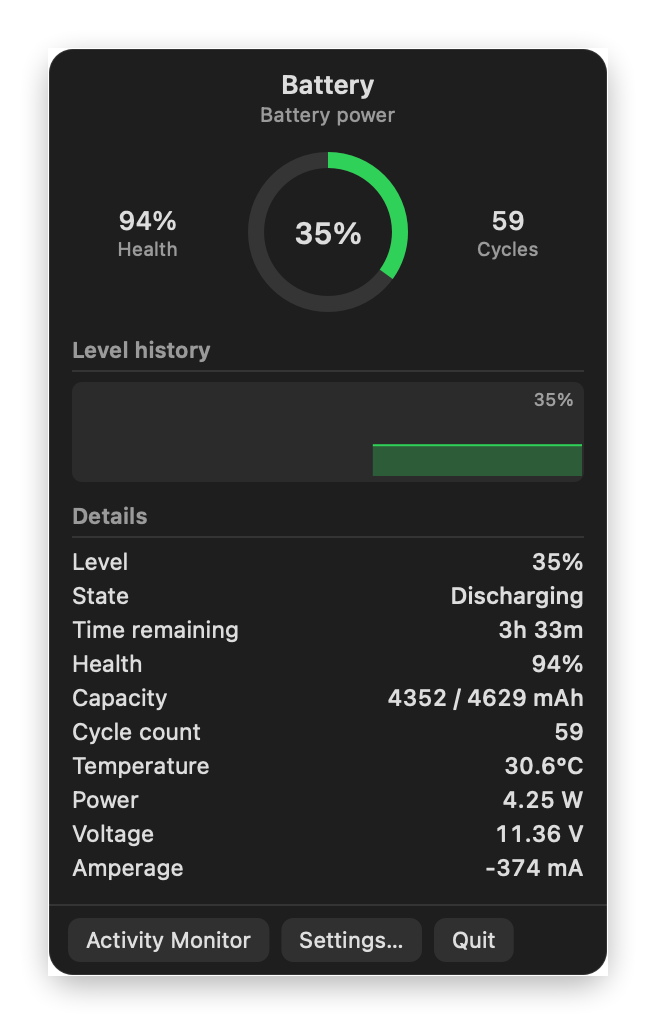 Battery
Battery power
94%
Health
35%
59
Cycles
Level history
35%
Details
Level 35%
State Discharging
Time remaining 3h 33m
Health 94%
Capacity 4352 / 4629 mAh
Cycle count 59
Temperature 30.6°C
Power 4.25 W
Voltage 11.36 V
Amperage -374 mA
Activity Monitor Settings... Quit